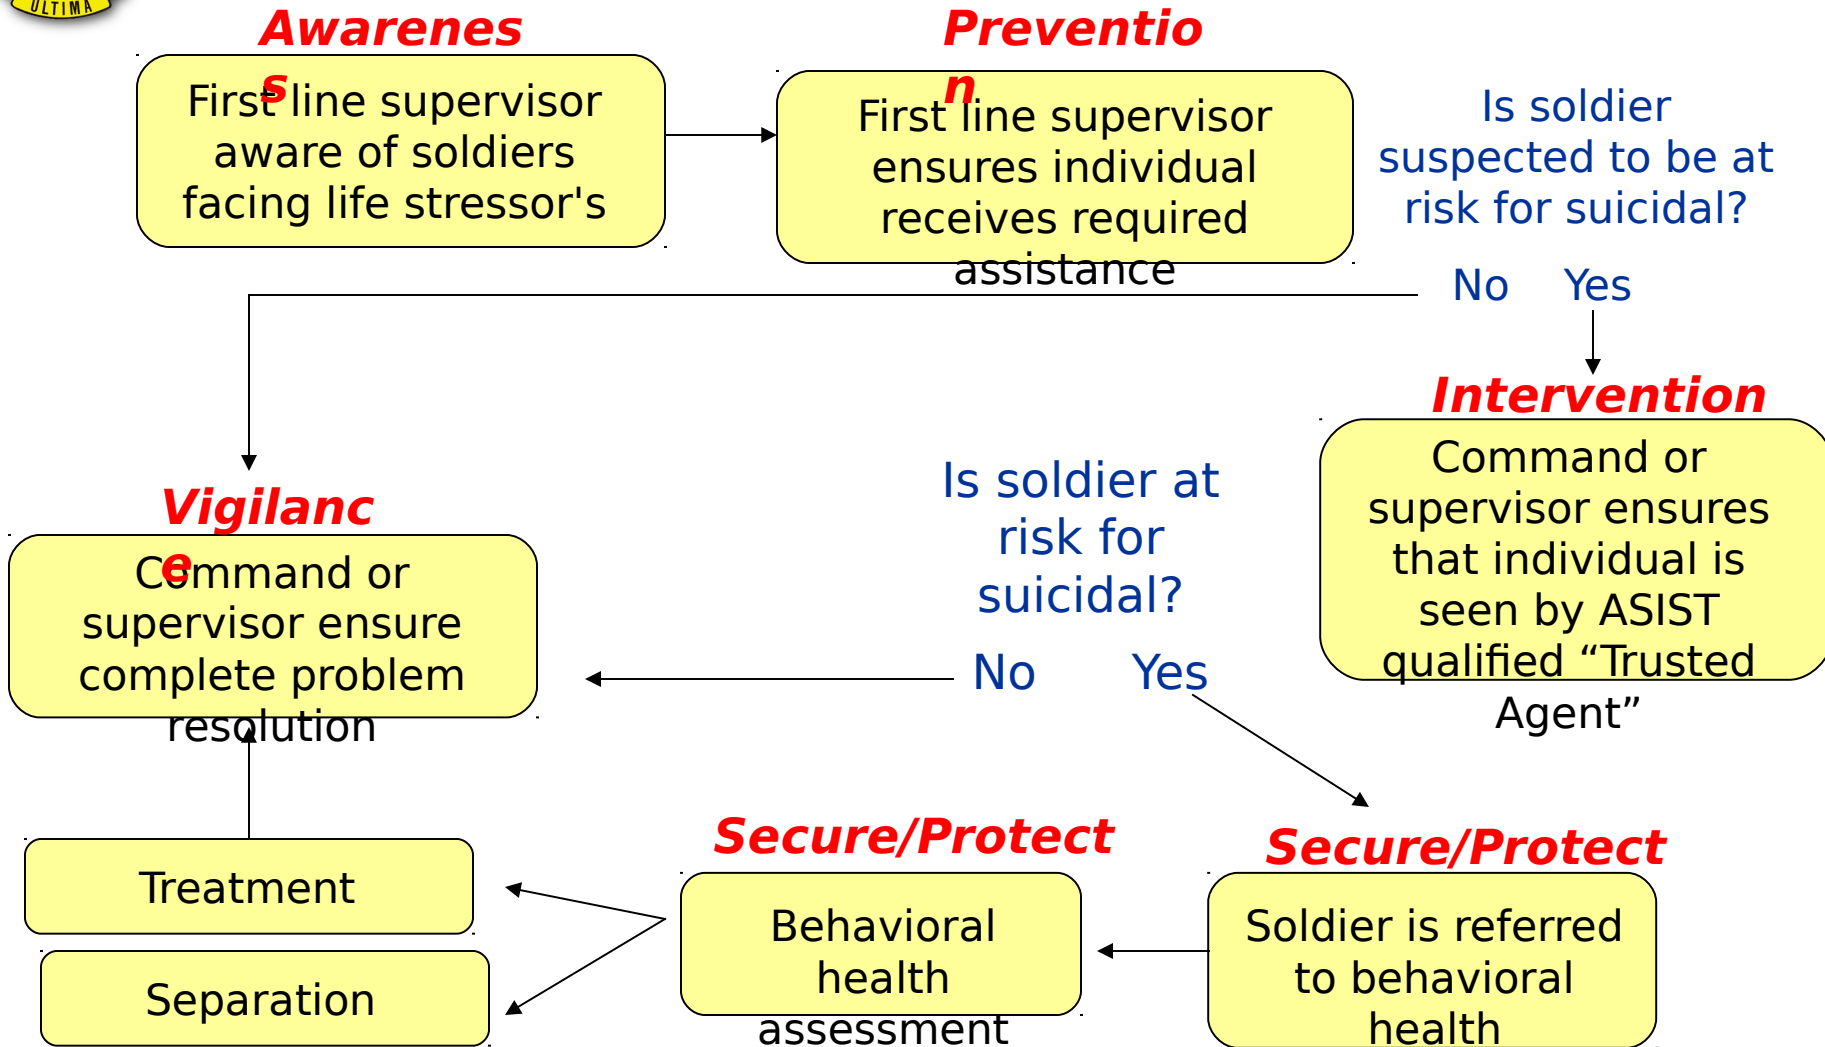 ULTIMA
Awarenes
s
First line supervisor
aware of soldiers
facing life stressor's
Preventio
n
First line supervisor
ensures individual
receives required
assistance
Is soldier
suspected to be at
risk for suicidal?
No Yes
Intervention
Command or
supervisor ensures
that individual is
seen by ASIST
qualified “Trusted
Agent”
Is soldier at
risk for
suicidal?
No Yes
Vigilanc
e
Command or
supervisor ensure
complete problem
resolution
Secure/Protect
Soldier is referred
to behavioral
health
Secure/Protect
Behavioral
health
assessment
Treatment
Separation